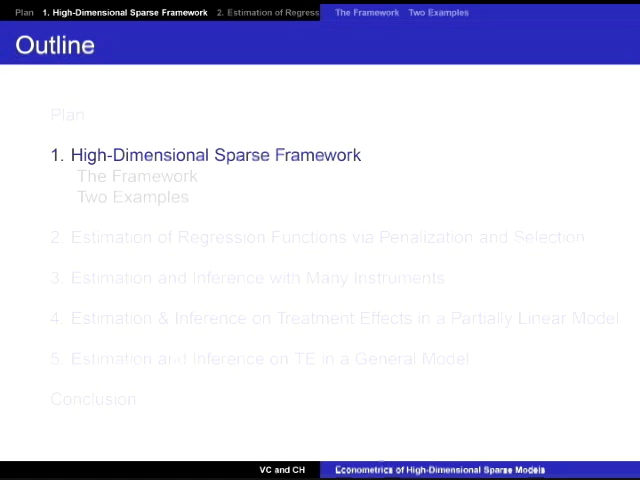 Plan 1. High-Dimensional Sparse Framework 2. Estimation of Regress The Framework Two Examples
Outline
Plan
1. High-Dimensional Sparse Framework
The Framework
Two Examples
2. Estimation of Regression Functions via Penalization and Selection
3. Estimation and Inference with Many Instruments
4. Estimation & Inference on Treatment Effects in a Partially Linear Model
5. Estimation and Inference on TE in a General Model
Conclusion
VC and CH Econometrics of High-Dimensional Sparse Models